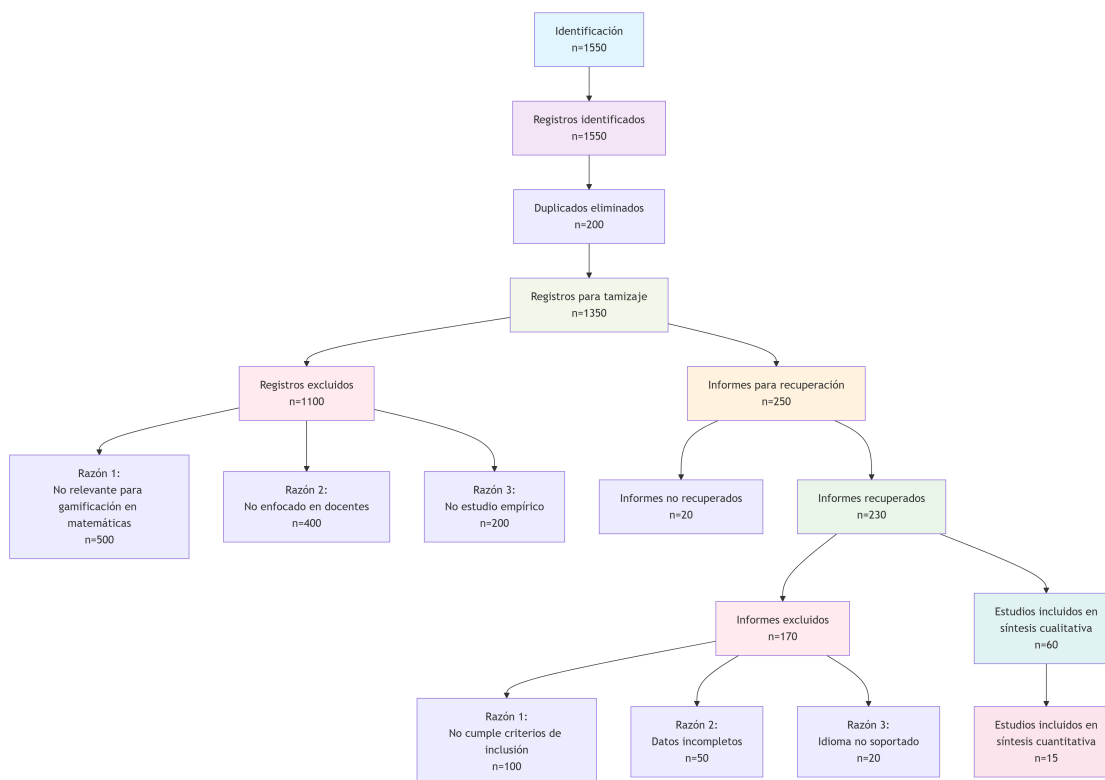 Identificación
n=1550
Registros identificados
n=1550
Duplicados eliminados
n=200
Registros para tamizaje
n=1350
Registros excluidos
n=1100
Informes para recuperación
n=250
Razón 1:
No relevante para
gamificación en
matemáticas
n=500
Razón 2:
No enfocado en docentes
n=400
Razón 3:
No estudio empírico
n=200
Informes no recuperados
n=20
Informes recuperados
n=230
Informes excluidos
n=170
Estudios incluidos en
síntesis cualitativa
n=60
Razón 1:
No cumple criterios de
inclusión
n=100
Razón 2:
Datos incompletos
n=50
Razón 3:
Idioma no soportado
n=20
Estudios incluidos en
síntesis cuantitativa
n=15